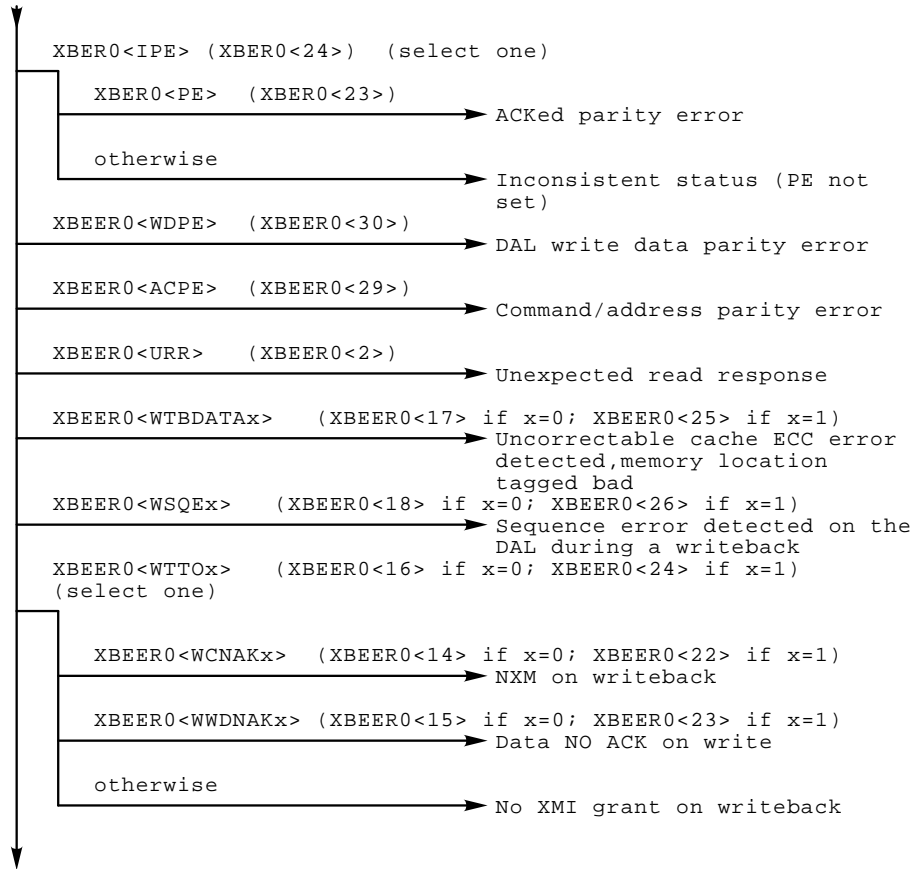 XBER0<IPE> (XBER0<24>) (select one)
XBER0<PE> (XBER0<23>)
ACKed parity error
otherwise
Inconsistent status (PE not
set)
XBEER0<WDPE> (XBEER0<30>)
DAL write data parity error
XBEER0<ACPE> (XBEER0<29>)
Command/address parity error
XBEER0<URR> (XBEER0<2>)
Unexpected read response
XBEER0<WTBDATAx> (XBEER0<17> if x=0; XBEER0<25> if x=1)
Uncorrectable cache ECC error
detected,memory location
tagged bad
XBEER0<WSQEx> (XBEER0<18> if x=0; XBEER0<26> if x=1)
Sequence error detected on the
DAL during a writeback
XBEER0<WTTOx> (XBEER0<16> if x=0; XBEER0<24> if x=1)
(select one)
XBEER0<WCNAKx> (XBEER0<14> if x=0; XBEER0<22> if x=1)
NXM on writeback
XBEER0<WWDNAKx> (XBEER0<15> if x=0; XBEER0<23> if x=1)
Data NO ACK on write
otherwise
No XMI grant on writeback